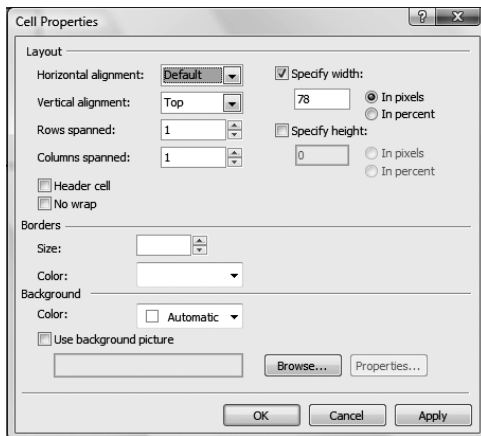 Cell Properties
Layout
Horizontal alignment: Default
Specify width:
Vertical alignment: Top
78
In pixels
In percent
Rows spanned: 1
Specify height:
Columns spanned: 1
0
In pixels
In percent
Header cell
No wrap
Borders
Size:
Color:
Background
Color: Automatic
Use background picture
Browse... Properties...
OK Cancel Apply